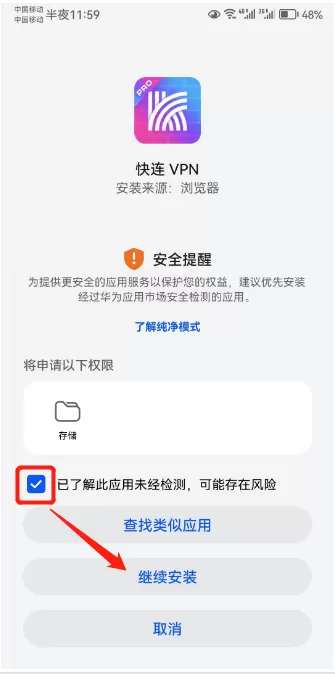 中国移动
中国移动
半夜11:59
48%
PRO
快连 VPN
安装来源：浏览器
安全提醒
为提供更安全的应用服务以保护您的权益，建议优先安装
经过华为应用市场安全检测的应用。
了解纯净模式
将申请以下权限
存储
已了解此应用未经检测，可能存在风险
查找类似应用
继续安装
取消